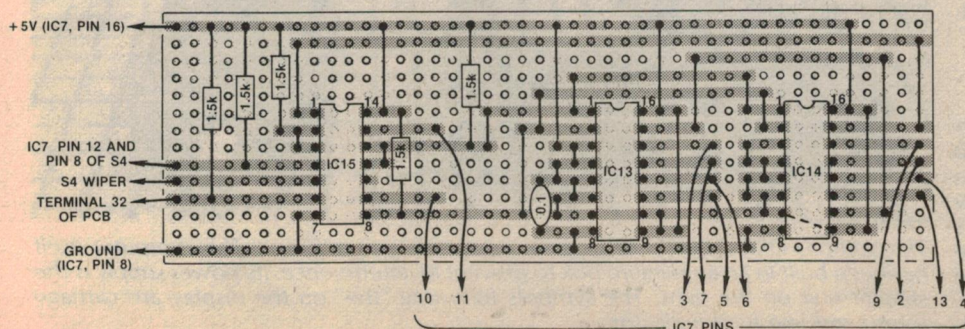 +5V (IC7, PIN 16)
1.5k
1.5k
1.5k
1.5k
1 14
1 16
1 16
IC7 PIN 12 AND
PIN 8 OF S4
IC15
1.5k
IC13
IC14
S4 WIPER
TERMINAL 32
OF PCB
0.1
7 8
8 9
8 9
GROUND
(IC7, PIN 8)
10 11 3 7 5 6 9 2 13 4
IC7 PINS